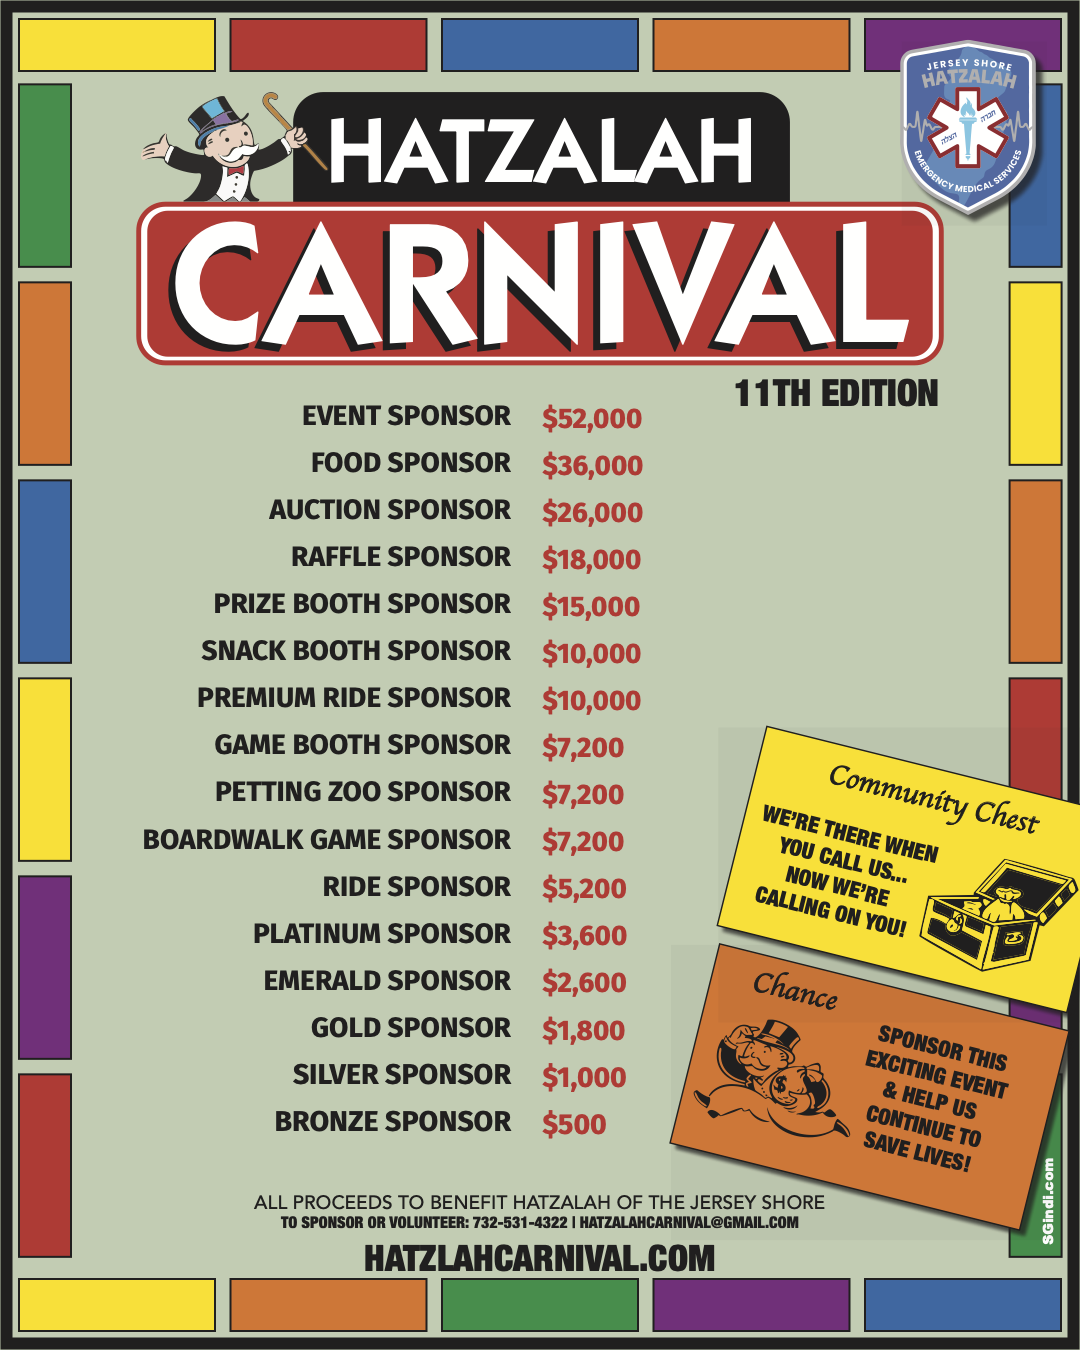 JERSEY SHORE
HATZALAH
חברה
הצלה
EMERGENCY MEDICAL SERVICES
HATZALAH
CARNIVAL
11TH EDITION
EVENT SPONSOR $52,000
FOOD SPONSOR $36,000
AUCTION SPONSOR $26,000
RAFFLE SPONSOR $18,000
PRIZE BOOTH SPONSOR $15,000
SNACK BOOTH SPONSOR $10,000
PREMIUM RIDE SPONSOR $10,000
GAME BOOTH SPONSOR $7,200
PETTING ZOO SPONSOR $7,200
BOARDWALK GAME SPONSOR $7,200
RIDE SPONSOR $5,200
PLATINUM SPONSOR $3,600
EMERALD SPONSOR $2,600
GOLD SPONSOR $1,800
SILVER SPONSOR $1,000
BRONZE SPONSOR $500
Community Chest
WE'RE THERE WHEN
YOU CALL US...
NOW WE'RE
CALLING ON YOU!
Chance
$
SPONSOR THIS
EXCITING EVENT
& HELP US
CONTINUE TO
SAVE LIVES!
SGindi.com
ALL PROCEEDS TO BENEFIT HATZALAH OF THE JERSEY SHORE
TO SPONSOR OR VOLUNTEER: 732-531-4322 | HATZALAHCARNIVAL@GMAIL.COM
HATZLAHCARNIVAL.COM